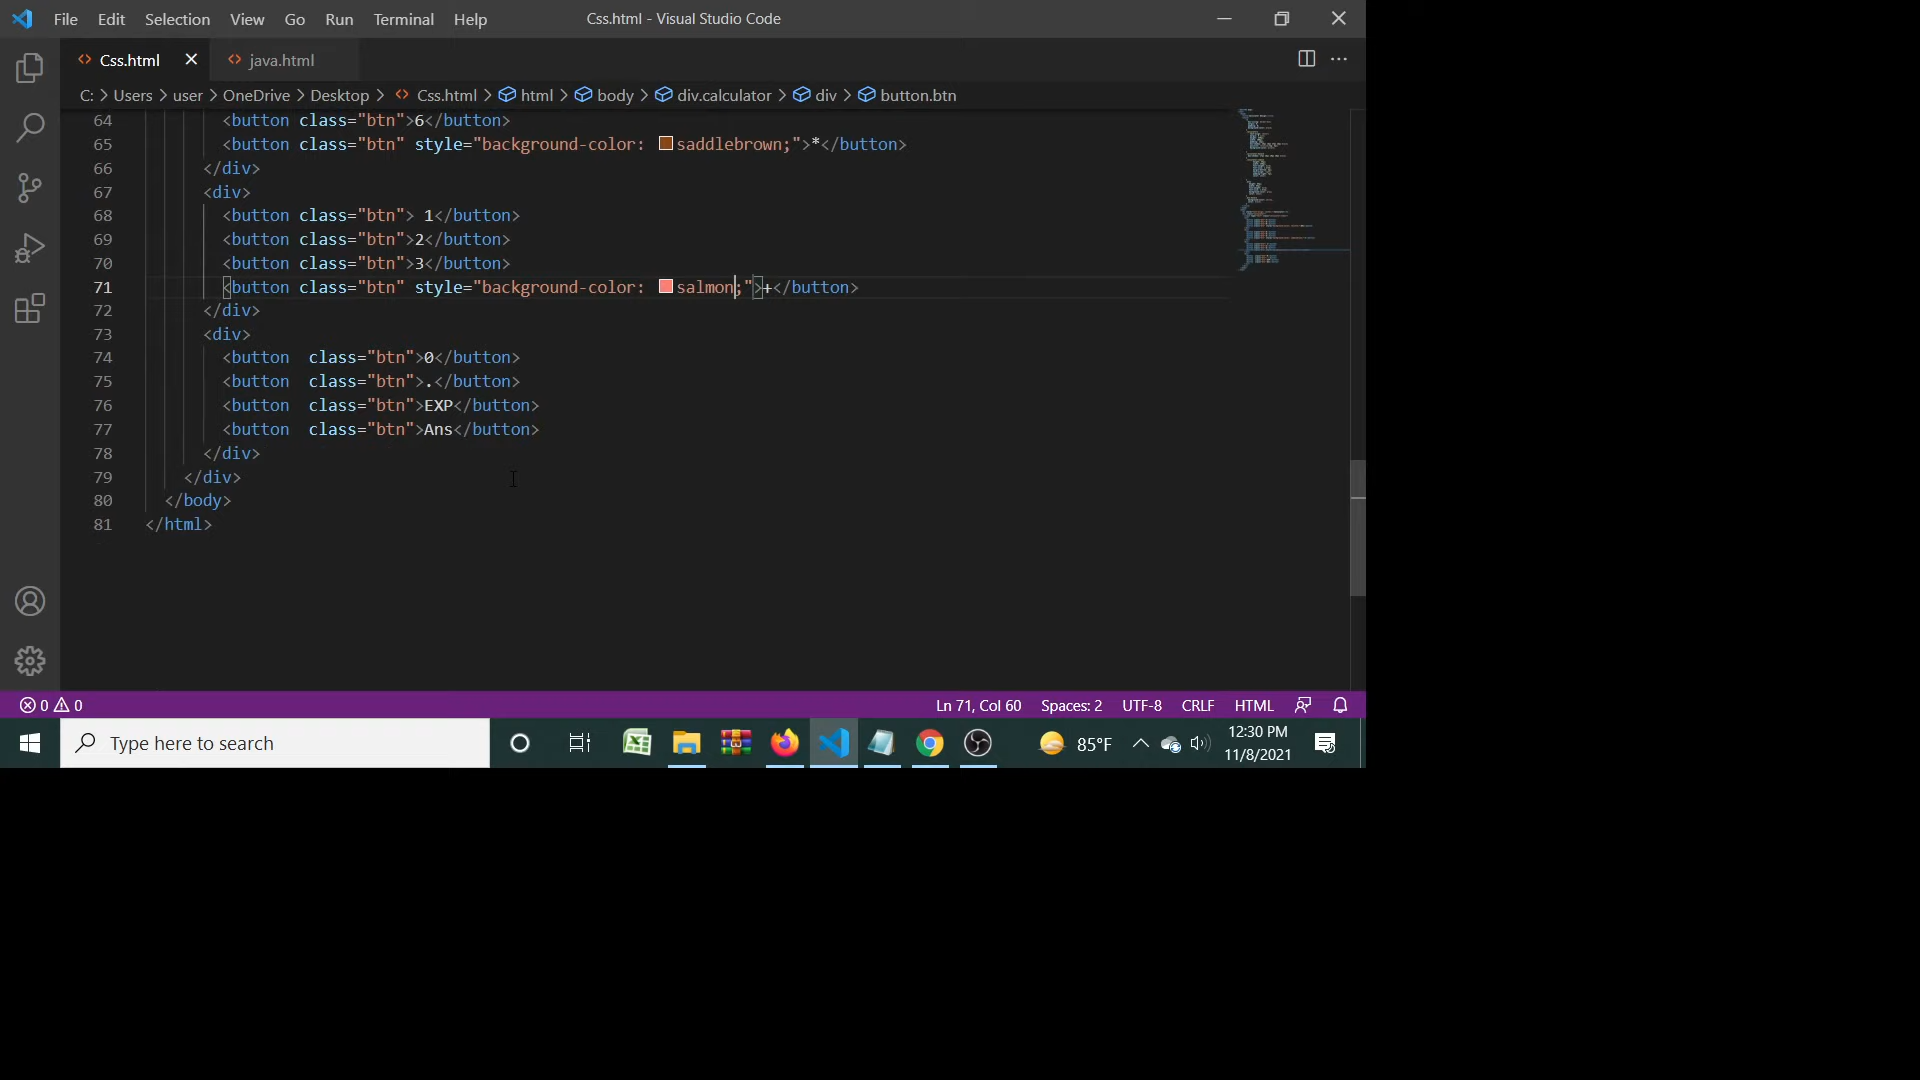 File Edit Selection View Go Run Terminal Help Css.html - Visual Studio Code
Css.html java.html
C: > Users > user > OneDrive > Desktop > Css.html > html > body > div.calculator > div > button.btn
64 <button class="btn">6</button>
65 <button class="btn" style="background-color: saddlebrown;">*</button>
66 </div>
67 <div>
68 <button class="btn"> 1</button>
69 <button class="btn">2</button>
70 <button class="btn">3</button>
71 <button class="btn" style="background-color: salmon;">+</button>
72 </div>
73 <div>
74 <button  class="btn">0</button>
75 <button  class="btn">.</button>
76 <button  class="btn">EXP</button>
77 <button  class="btn">Ans</button>
78 </div>
79 </div>
80 </body>
81 </html>
0 0 Ln 71, Col 60 Spaces: 2 UTF-8 CRLF HTML
Type here to search 85°F 12:30 PM
11/8/2021